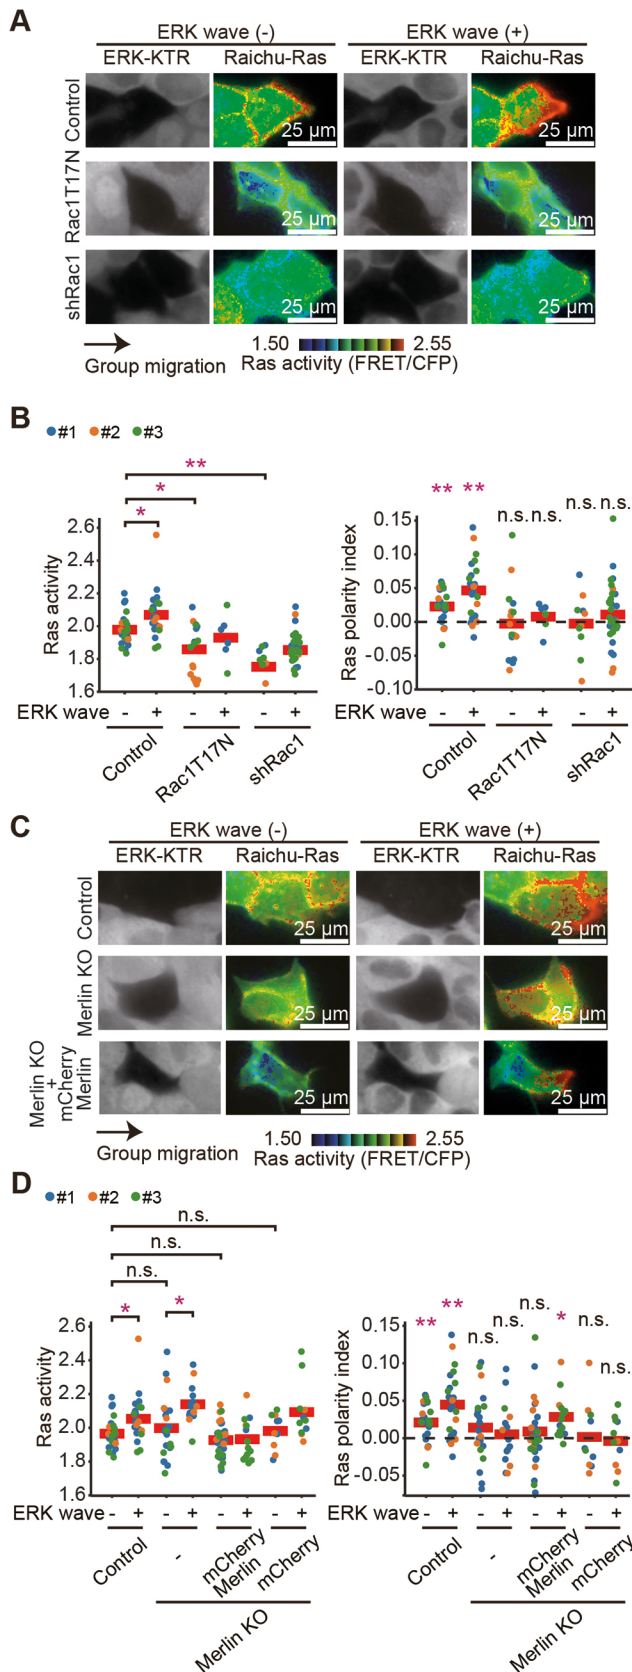 A
ERK wave (-) ERK wave (+)
ERK-KTR Raichu-Ras ERK-KTR Raichu-Ras
Control
25 µm 25 µm
Rac1T17N
25 µm 25 µm
shRac1
25 µm 25 µm
Group migration
1.50 2.55
Ras activity (FRET/CFP)
B
#1 #2 #3
**
*
*
Ras activity
2.6
2.4
2.2
2.0
1.8
1.6
ERK wave - + - + - +
Control Rac1T17N shRac1
** ** n.s. n.s. n.s. n.s.
Ras polarity index
0.15
0.10
0.05
0.00
-0.05
-0.10
ERK wave - + - + - +
Control Rac1T17N shRac1
C
ERK wave (-) ERK wave (+)
ERK-KTR Raichu-Ras ERK-KTR Raichu-Ras
Control
25 µm 25 µm
Merlin KO
25 µm 25 µm
Merlin KO
+
mCherry
Merlin
25 µm 25 µm
Group migration
1.50 2.55
Ras activity (FRET/CFP)
D
#1 #2 #3
n.s.
n.s.
n.s.
* *
Ras activity
2.6
2.4
2.2
2.0
1.8
1.6
ERK wave - + - + - + - +
Control - mCherry Merlin mCherry
Merlin KO
** ** n.s. n.s. n.s. * n.s. n.s.
Ras polarity index
0.15
0.10
0.05
0.00
-0.05
ERK wave - + - + - + - +
Control - mCherry Merlin mCherry
Merlin KO